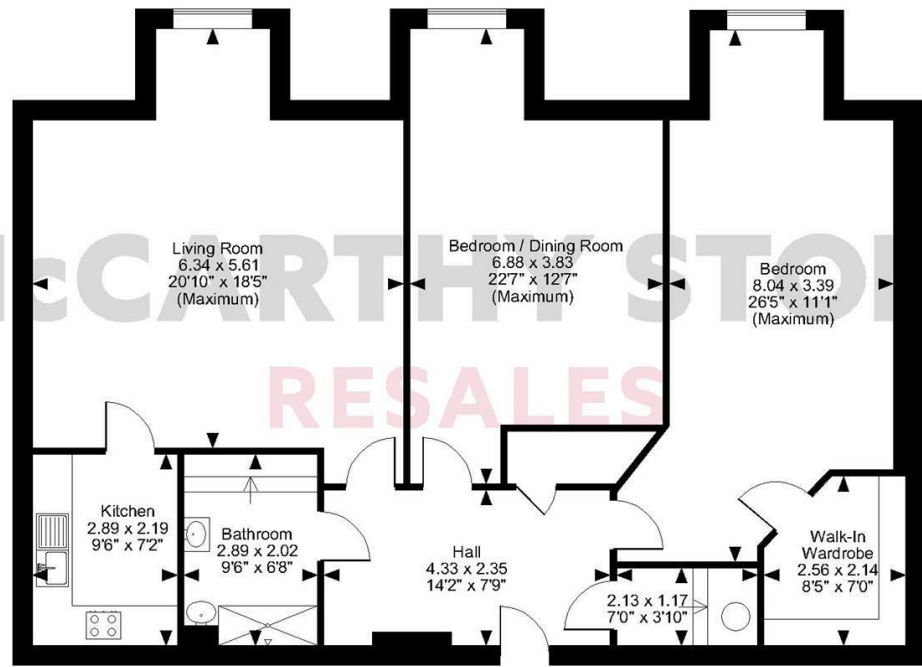 Living Room
6.34 x 5.61
20'10" x 18'5"
(Maximum)
Bedroom / Dining Room
6.88 x 3.83
22'7" x 12'7"
(Maximum)
Bedroom
8.04 x 3.39
26'5" x 11'1"
(Maximum)
McCARTHY STO
RESALES
Kitchen
2.89 x 2.19
9'6" x 7'2"
Bathroom
2.89 x 2.02
9'6" x 6'8"
Hall
4.33 x 2.35
14'2" x 7'9"
2.13 x 1.17
7'0" x 3'10"
Walk-In
Wardrobe
2.56 x 2.14
8'5" x 7'0"